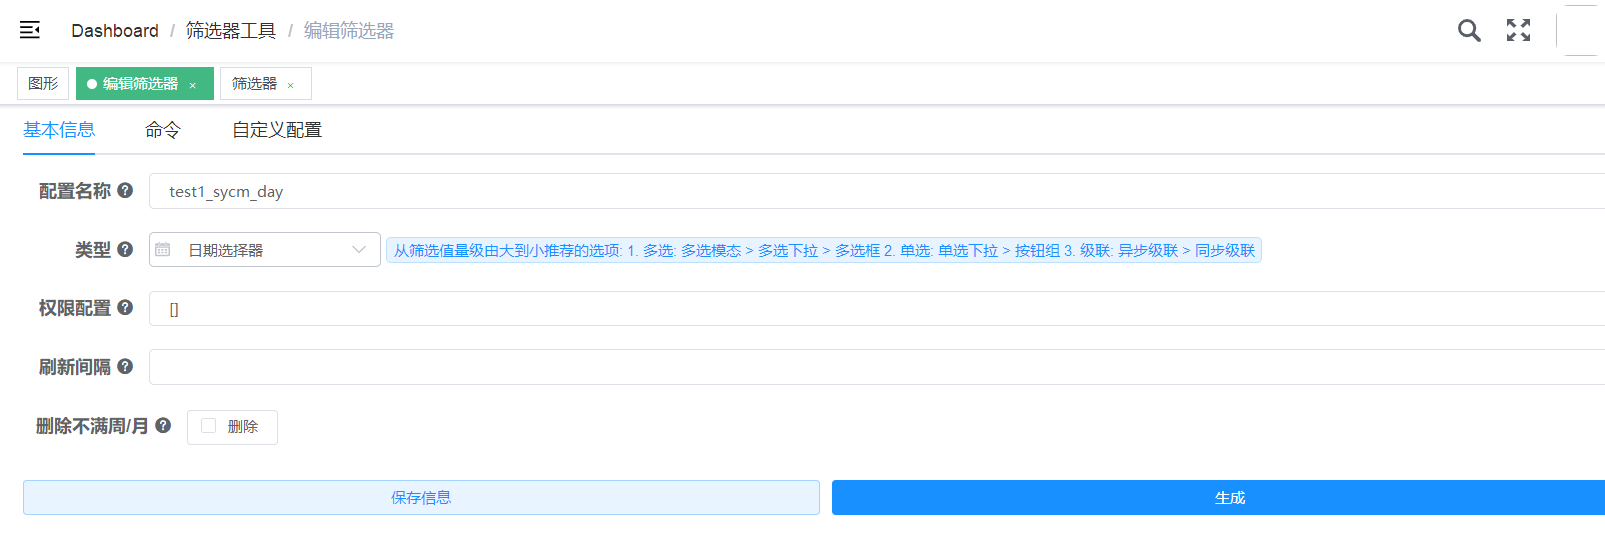 Dashboard / 筛选器工具 / 编辑筛选器
图形 编辑筛选器 × 筛选器 ×
基本信息 命令 自定义配置
配置名称 test1_sycm_day
类型 日期选择器 从筛选值量级由大到小推荐的选项: 1. 多选: 多选模态 > 多选下拉 > 多选框 2. 单选: 单选下拉 > 按钮组 3. 级联: 异步级联 > 同步级联
权限配置 []
刷新间隔
删除不满周/月 删除
保存信息 生成